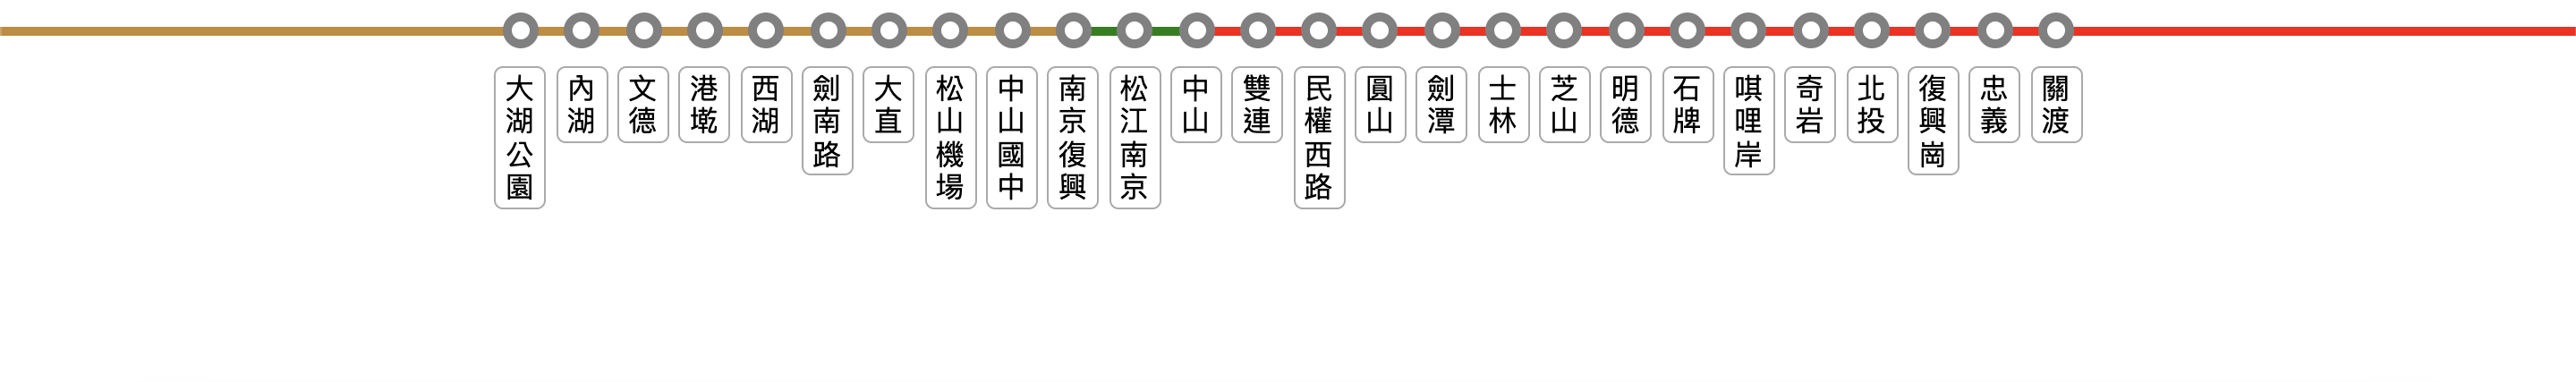 大湖公園
內湖
文德
港墘
西湖
劍南路
大直
松山機場
中山國中
南京復興
松江南京
中山
雙連
民權西路
圓山
劍潭
士林
芝山
明德
石牌
唭哩岸
奇岩
北投
復興崗
忠義
關渡